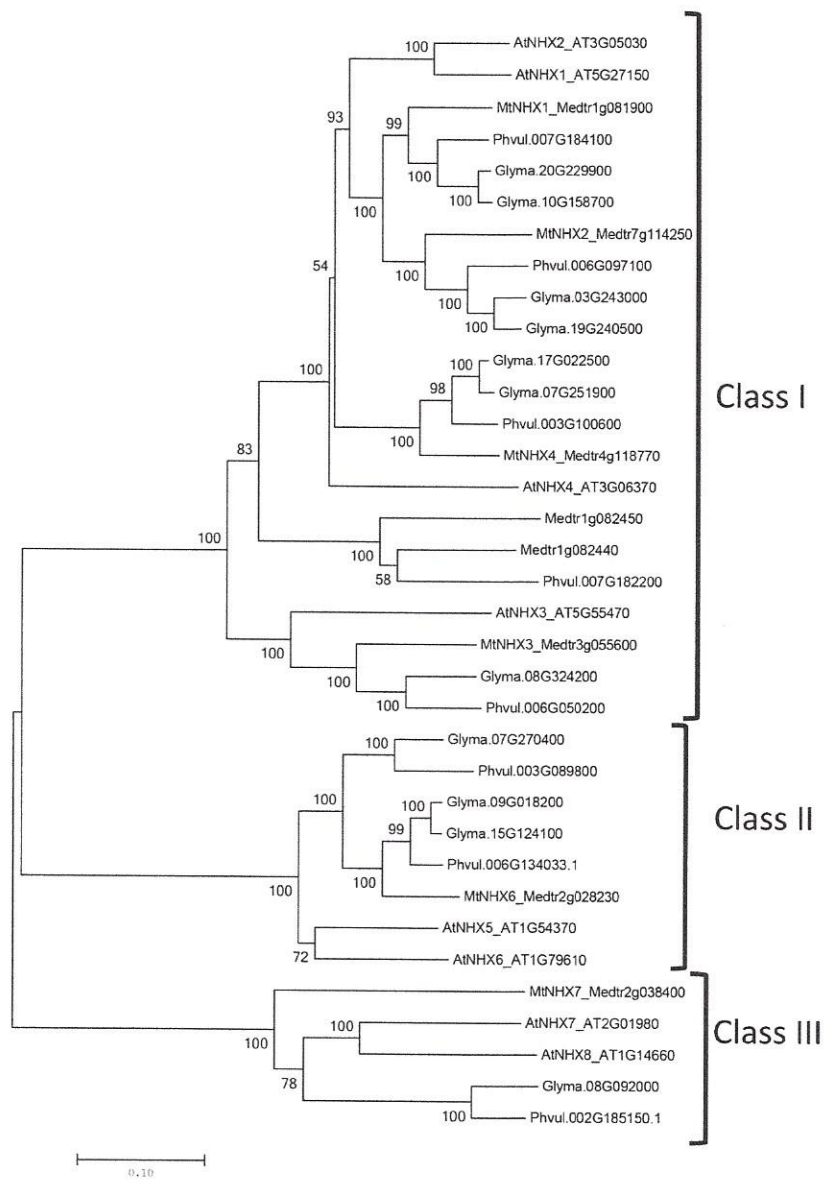 100
AtNHX2_AT3G05030
AtNHX1_AT5G27150
93
99
MtNHX1_Medtr1g081900
Phvul.007G184100
100
Glyma.20G229900
100
Glyma.10G158700
100
MtNHX2_Medtr7g114250
54
100
Phvul.006G097100
100
Glyma.03G243000
100
Glyma.19G240500
100
Glyma.17G022500
100
98
Glyma.07G251900
Class I
Phvul.003G100600
100
MtNHX4_Medtr4g118770
83
AtNHX4_AT3G06370
Medtr1g082450
100
100
Medtr1g082440
58
Phvul.007G182200
AtNHX3_AT5G55470
100
MtNHX3_Medtr3g055600
100
Glyma.08G324200
100
Phvul.006G050200
100
Glyma.07G270400
Phvul.003G089800
100
100
Glyma.09G018200
Class II
99
Glyma.15G124100
Phvul.006G134033.1
100
100
MtNHX6_Medtr2g028230
AtNHX5_AT1G54370
72
AtNHX6_AT1G79610
MtNHX7_Medtr2g038400
100
AtNHX7_AT2G01980
Class III
100
AtNHX8_AT1G14660
78
Glyma.08G092000
100
Phvul.002G185150.1
0.10